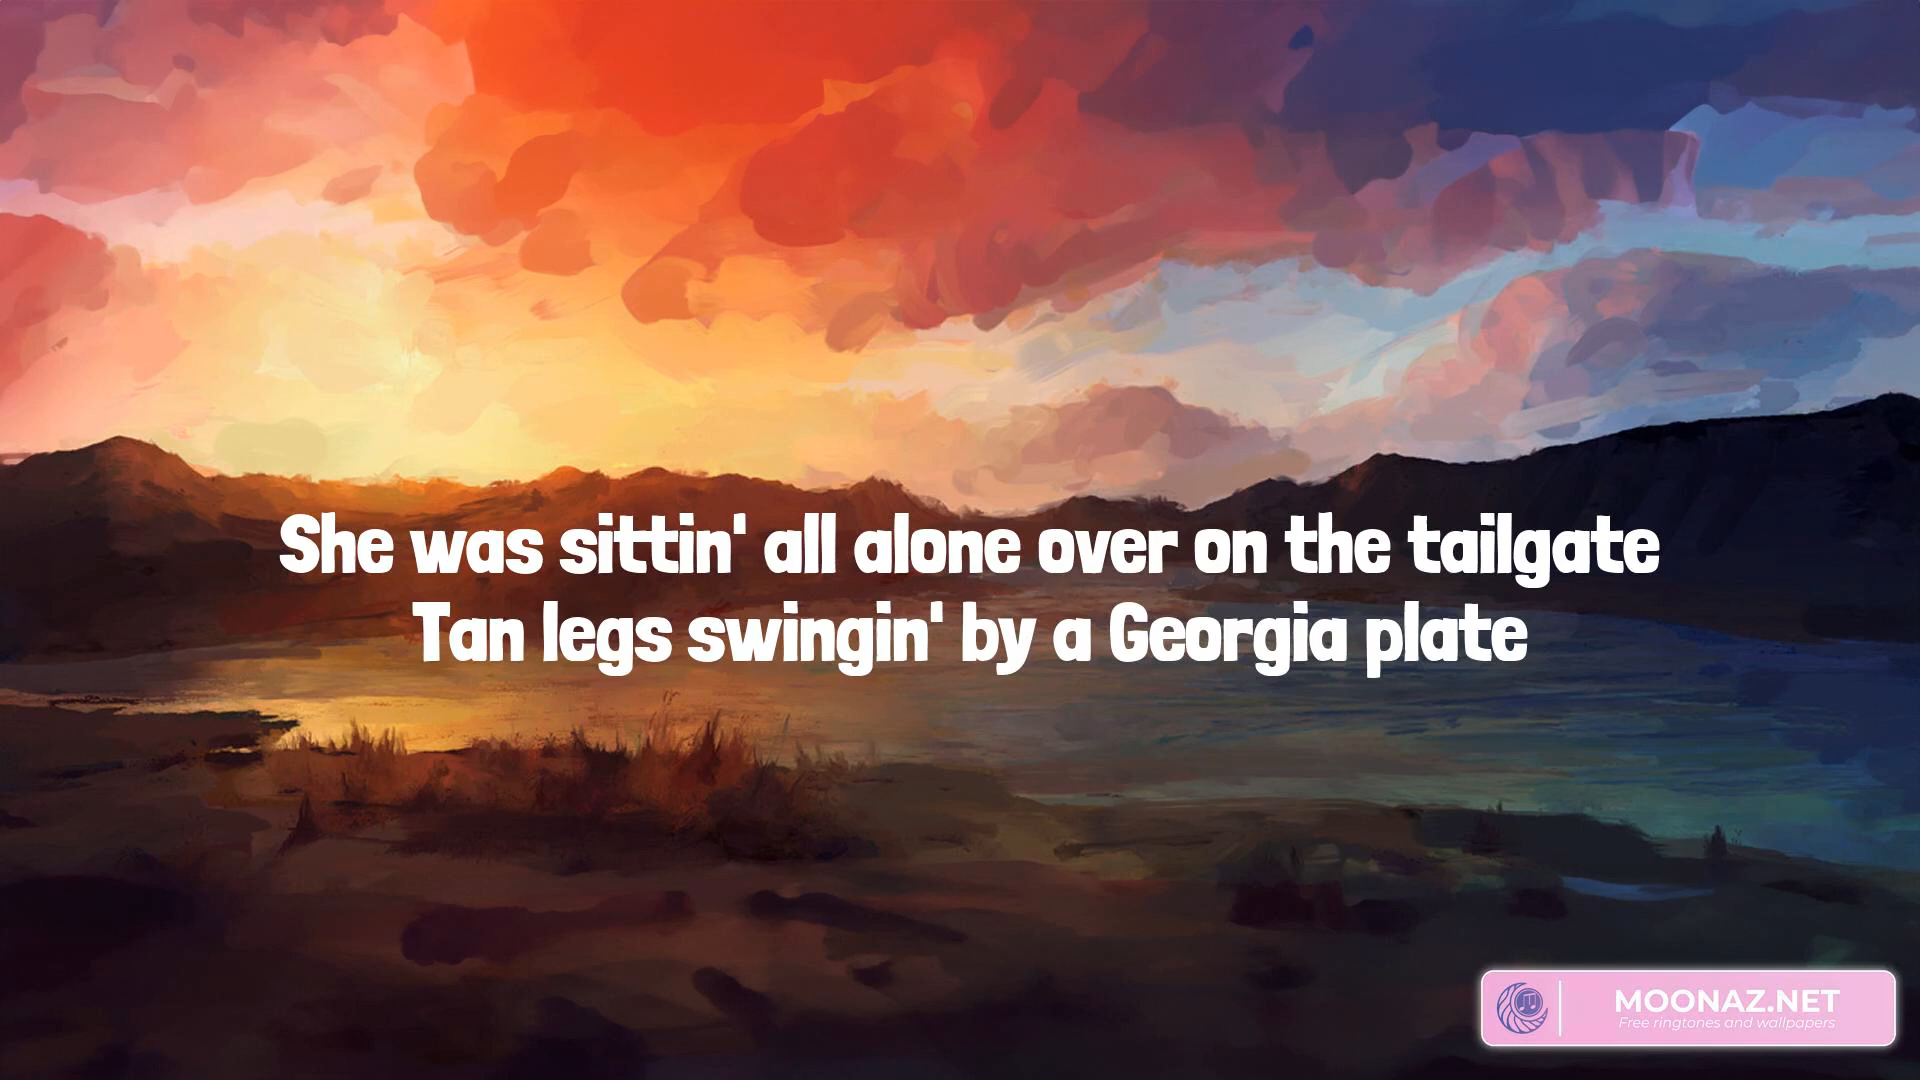 She was sittin' all alone over on the tailgate
Tan legs swingin' by a Georgia plate
MOONAZ.NET
Free ringtones and wallpapers